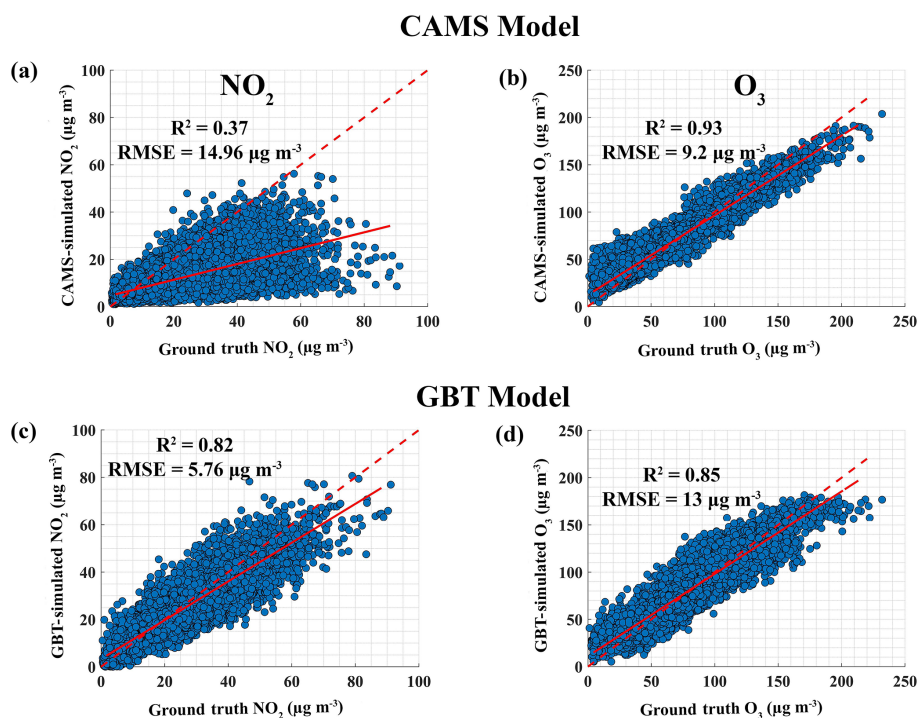 CAMS Model
(a)
NO₂
R² = 0.37
RMSE = 14.96 µg m⁻³
CAMS-simulated NO₂ (µg m⁻³)
100
80
60
40
20
0
0 20 40 60 80 100
Ground truth NO₂ (µg m⁻³)
(b)
O₃
R² = 0.93
RMSE = 9.2 µg m⁻³
CAMS-simulated O₃ (µg m⁻³)
250
200
150
100
50
0
0 50 100 150 200 250
Ground truth O₃ (µg m⁻³)
GBT Model
(c)
R² = 0.82
RMSE = 5.76 µg m⁻³
GBT-simulated NO₂ (µg m⁻³)
100
80
60
40
20
0
0 20 40 60 80 100
Ground truth NO₂ (µg m⁻³)
(d)
R² = 0.85
RMSE = 13 µg m⁻³
GBT-simulated O₃ (µg m⁻³)
250
200
150
100
50
0
0 50 100 150 200 250
Ground truth O₃ (µg m⁻³)